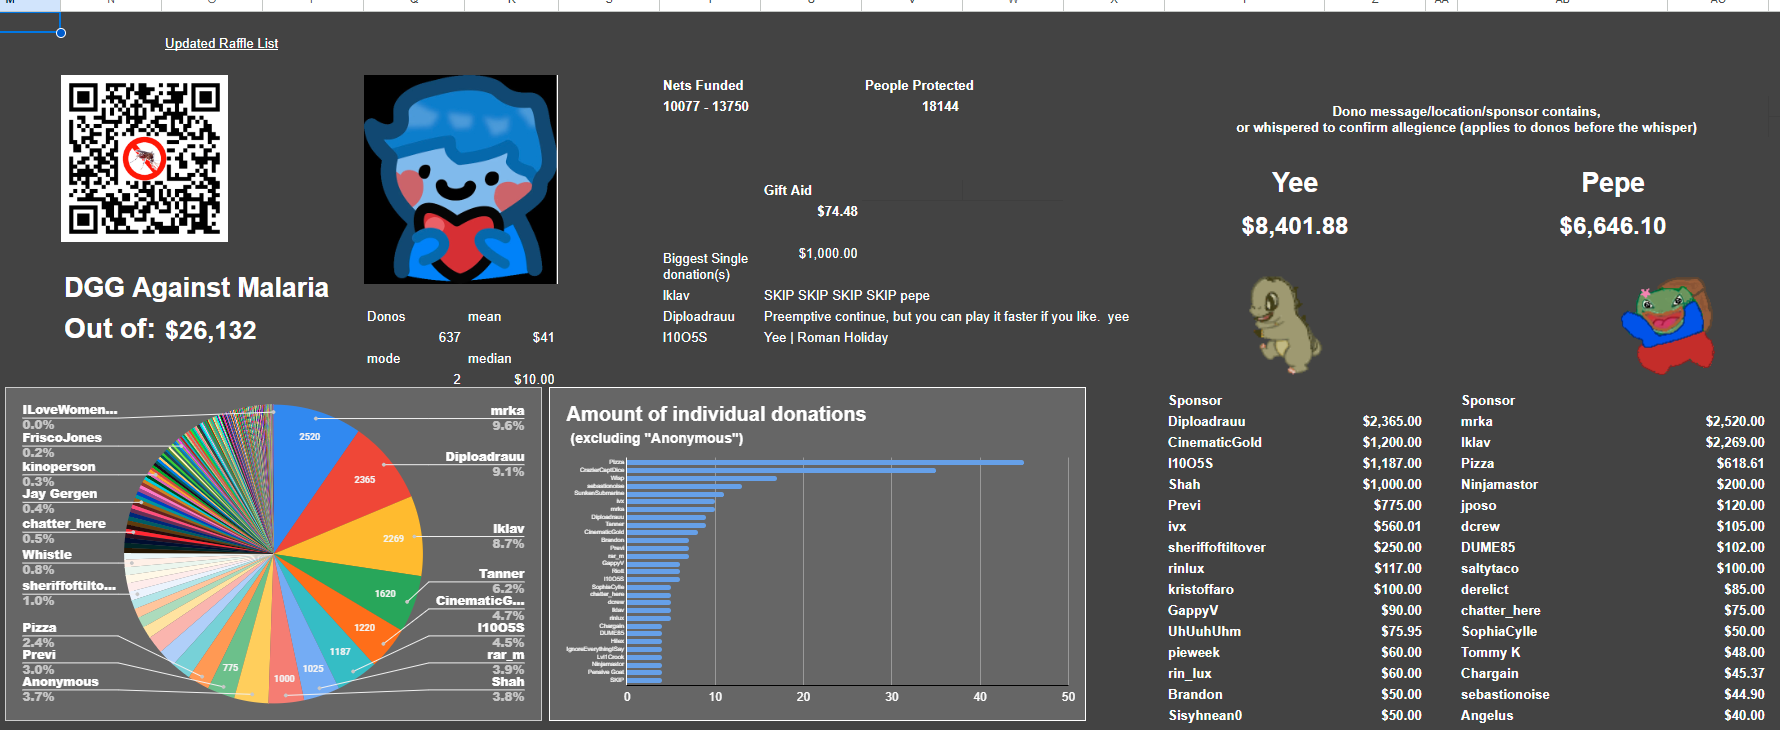 Updated Raffle List
Nets Funded
10077 - 13750
People Protected
18144
Gift Aid
$74.48
Biggest Single donation(s)
$1,000.00
Iklav SKIP SKIP SKIP SKIP pepe
Diploadrauu Preemptive continue, but you can play it faster if you like. yee
I10O5S Yee | Roman Holiday
DGG Against Malaria
Out of: $26,132
Donos mean
637 $41
mode median
2 $10.00
Dono message/location/sponsor contains,
or whispered to confirm allegience (applies to donos before the whisper)
Yee Pepe
$8,401.88 $6,646.10
ILoveWomen...
0.0%
FriscoJones
0.2%
kinoperson
0.3%
Jay Gergen
0.4%
chatter_here
0.5%
Whistle
0.8%
sheriffoftilto...
1.0%
Pizza
2.4%
Previ
3.0%
Anonymous
3.7%
mrka
9.6%
Diploadrauu
9.1%
Iklav
8.7%
Tanner
6.2%
CinematicG...
4.7%
I10O5S
4.5%
rar_m
3.9%
Shah
3.8%
2520
2365
2269
1620
1220
1187
1025
1000
775
Amount of individual donations
(excluding "Anonymous")
Pizza
CrazierCaptDice
Wisp
sebastionoise
SunkenSubmarine
ivx
mrka
Diploadrauu
Tanner
CinematicGold
Brandon
Previ
rar_m
GappyV
I10O5S
SophiaCylle
chatter_here
dcrew
Iklav
rinlux
Chargain
DUME85
IgnoreEverythingISay
Lvl1Crook
Ninjamastor
Pensive Goat
SKIP
0 10 20 30 40 50
Sponsor
Diploadrauu $2,365.00
CinematicGold $1,200.00
I10O5S $1,187.00
Shah $1,000.00
Previ $775.00
ivx $560.01
sheriffoftiltover $250.00
rinlux $117.00
kristoffaro $100.00
GappyV $90.00
UhUuhUhm $75.95
pieweek $60.00
rin_lux $60.00
Brandon $50.00
Sisyhnean0 $50.00
Sponsor
mrka $2,520.00
Iklav $2,269.00
Pizza $618.61
Ninjamastor $200.00
jposo $120.00
dcrew $105.00
DUME85 $102.00
saltytaco $100.00
derelict $85.00
chatter_here $75.00
SophiaCylle $50.00
Tommy K $48.00
Chargain $45.37
sebastionoise $44.90
Angelus $40.00